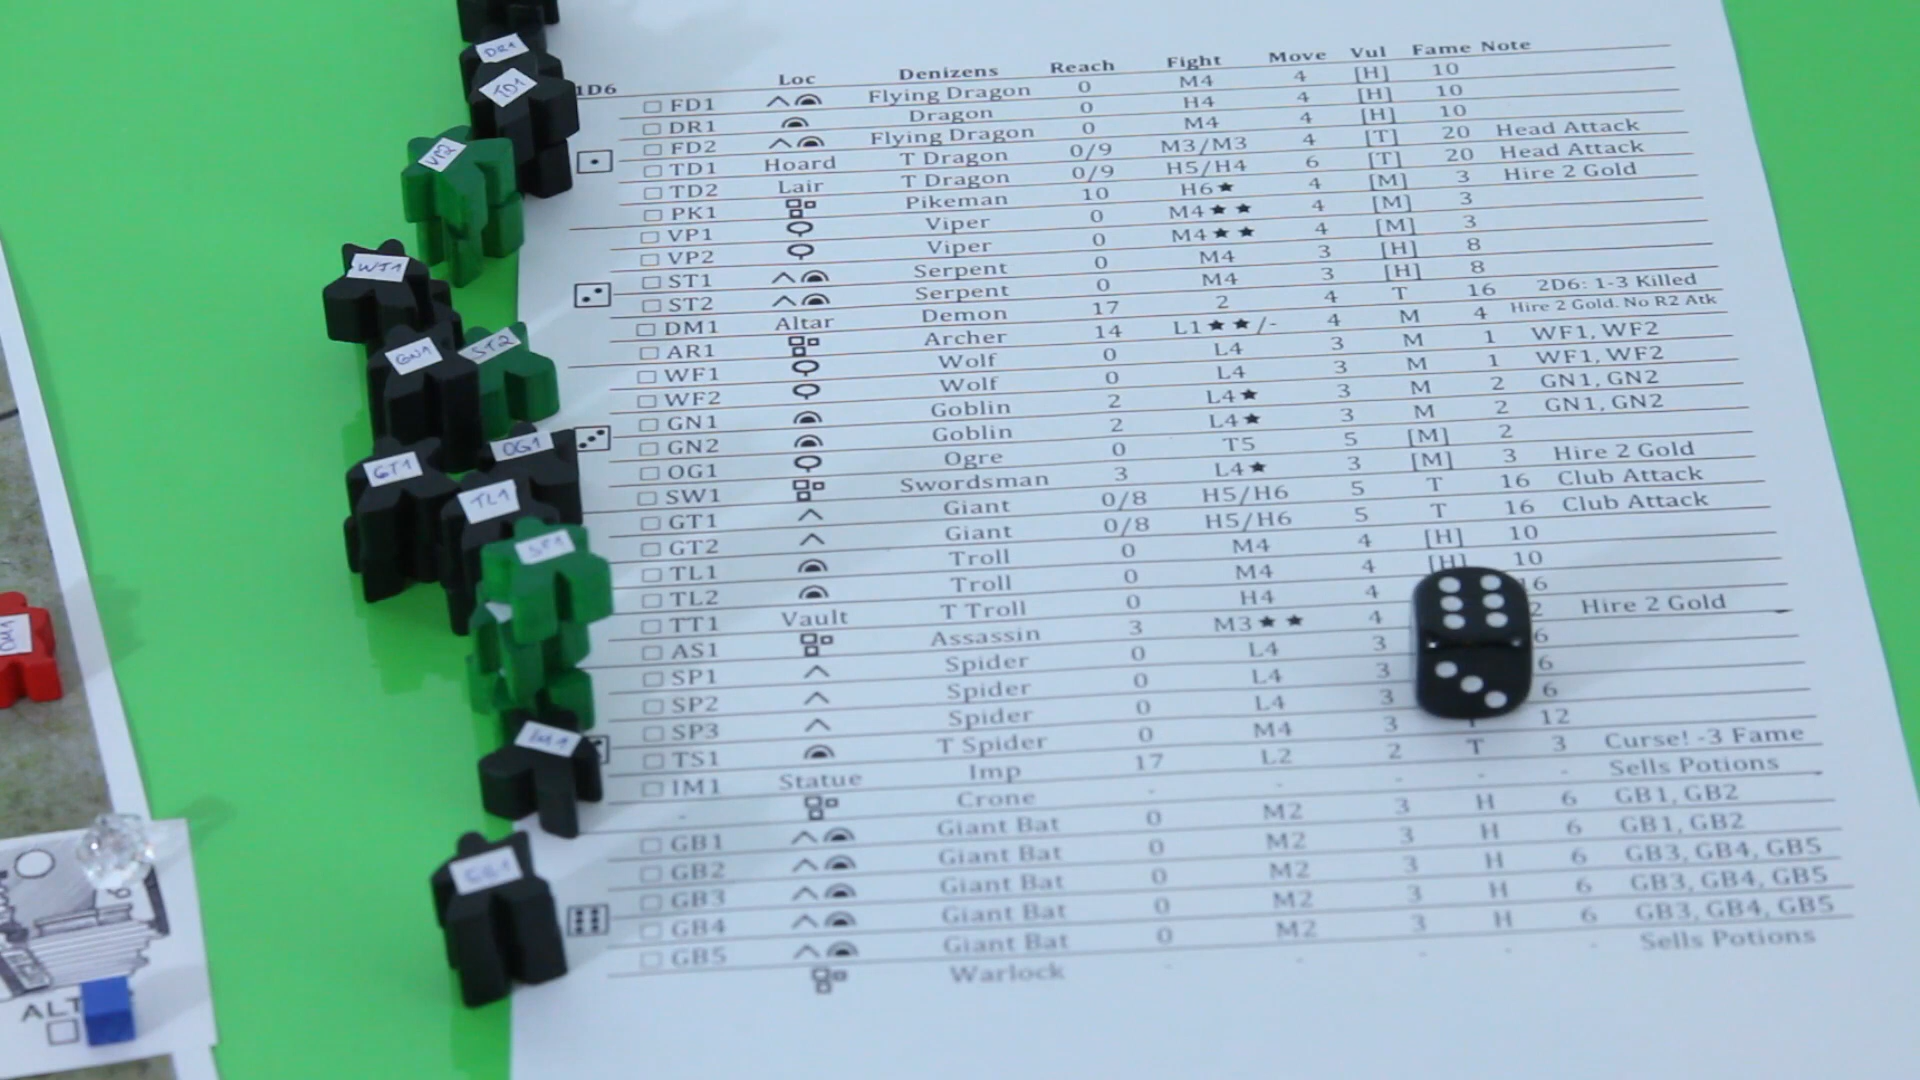 1D6 Loc Denizens Reach Fight Move Vul Fame Note
FD1 Flying Dragon 0 M4 4 [H] 10
DR1 Dragon 0 H4 4 [H] 10
FD2 Flying Dragon 0 M4 4 [H] 10
TD1 Hoard T Dragon 0/9 M3/M3 4 [T] 20 Head Attack
TD2 Lair T Dragon 0/9 H5/H4 6 [T] 20 Head Attack
PK1 Pikeman 10 H6★ 4 [M] 3 Hire 2 Gold
VP1 Viper 0 M4★★ 4 [M] 3
VP2 Viper 0 M4★★ 4 [M] 3
ST1 Serpent 0 M4 3 [H] 8
ST2 Serpent 0 M4 3 [H] 8
DM1 Altar Demon 17 2 4 T 16 2D6: 1-3 Killed
AR1 Archer 14 L1★★/- 4 M 4 Hire 2 Gold. No R2 Atk
WF1 Wolf 0 L4 3 M 1 WF1, WF2
WF2 Wolf 0 L4 3 M 1 WF1, WF2
GN1 Goblin 2 L4★ 3 M 2 GN1, GN2
GN2 Goblin 2 L4★ 3 M 2 GN1, GN2
OG1 Ogre 0 T5 5 [M] 2
SW1 Swordsman 3 L4★ 3 [M] 3 Hire 2 Gold
GT1 Giant 0/8 H5/H6 5 T 16 Club Attack
GT2 Giant 0/8 H5/H6 5 T 16 Club Attack
TL1 Troll 0 M4 4 [H] 10
TL2 Troll 0 M4 4 [H] 10
TT1 Vault T Troll 0 H4 4 16
AS1 Assassin 3 M3★★ 4 2 Hire 2 Gold
SP1 Spider 0 L4 3 6
SP2 Spider 0 L4 3 6
SP3 Spider 0 L4 3 6
TS1 T Spider 0 M4 3 12
IM1 Statue Imp 17 L2 2 T 3 Curse! -3 Fame
- Crone - - - - - Sells Potions
GB1 Giant Bat 0 M2 3 H 6 GB1, GB2
GB2 Giant Bat 0 M2 3 H 6 GB1, GB2
GB3 Giant Bat 0 M2 3 H 6 GB3, GB4, GB5
GB4 Giant Bat 0 M2 3 H 6 GB3, GB4, GB5
GB5 Giant Bat 0 M2 3 H 6 GB3, GB4, GB5
Warlock - - - - - Sells Potions
DR1
TD1
VP2
WF1
GN1
ST2
GT1
OG1
TL1
SP1
IM1
GB1
DM1
ALT